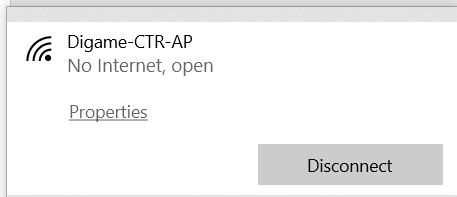 Digame-CTR-AP
No Internet, open
Properties
Disconnect